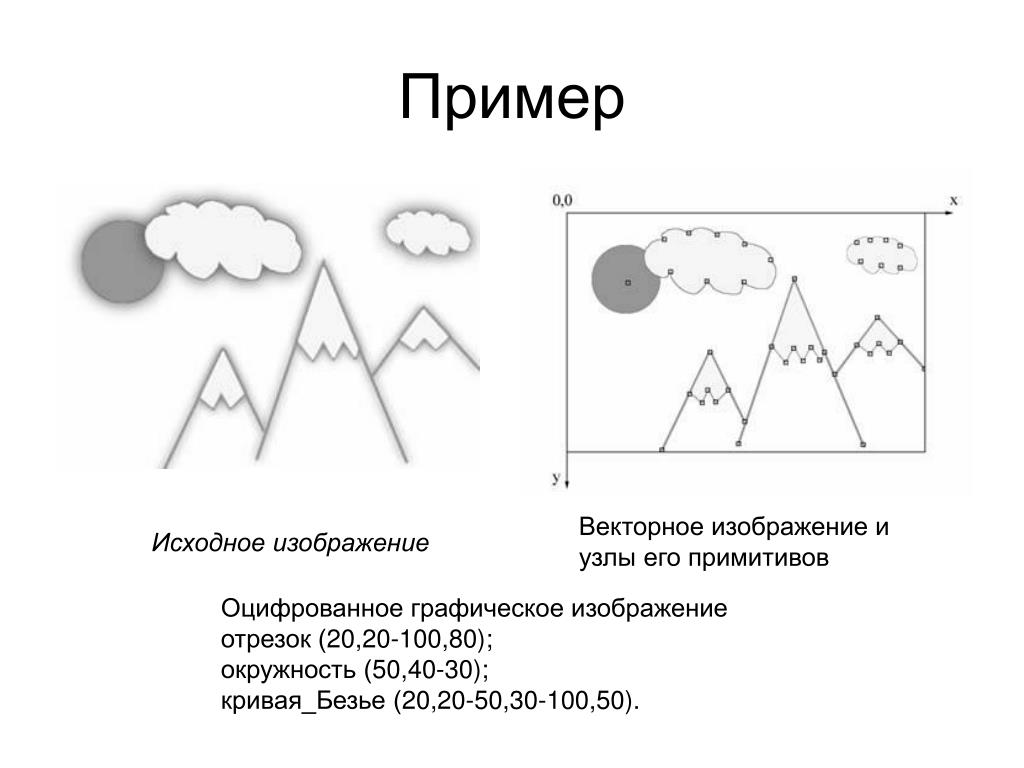 Пример
0,0
x
y
Исходное изображение
Векторное изображение и
узлы его примитивов
Оцифрованное графическое изображение
отрезок (20,20-100,80);
окружность (50,40-30);
кривая_Безье (20,20-50,30-100,50).